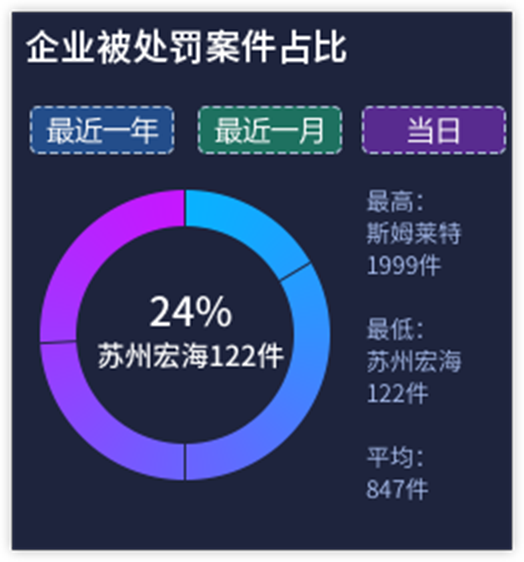 企业被处罚案件占比
最近一年
最近一月
当日
24%
苏州宏海122件
最高：
斯姆莱特
1999件
最低：
苏州宏海
122件
平均：
847件